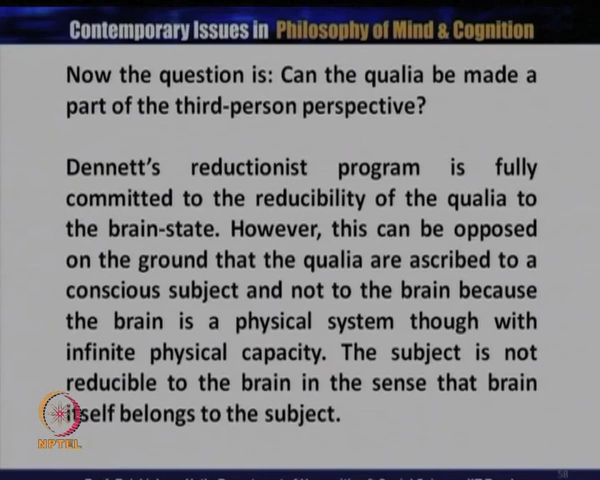 Contemporary Issues in Philosophy of Mind & Cognition
Now the question is: Can the qualia be made a
part of the third-person perspective?
Dennett's reductionist program is fully
committed to the reducibility of the qualia to
the brain-state. However, this can be opposed
on the ground that the qualia are ascribed to a
conscious subject and not to the brain because
the brain is a physical system though with
infinite physical capacity. The subject is not
reducible to the brain in the sense that brain
itself belongs to the subject.
NPTEL
58